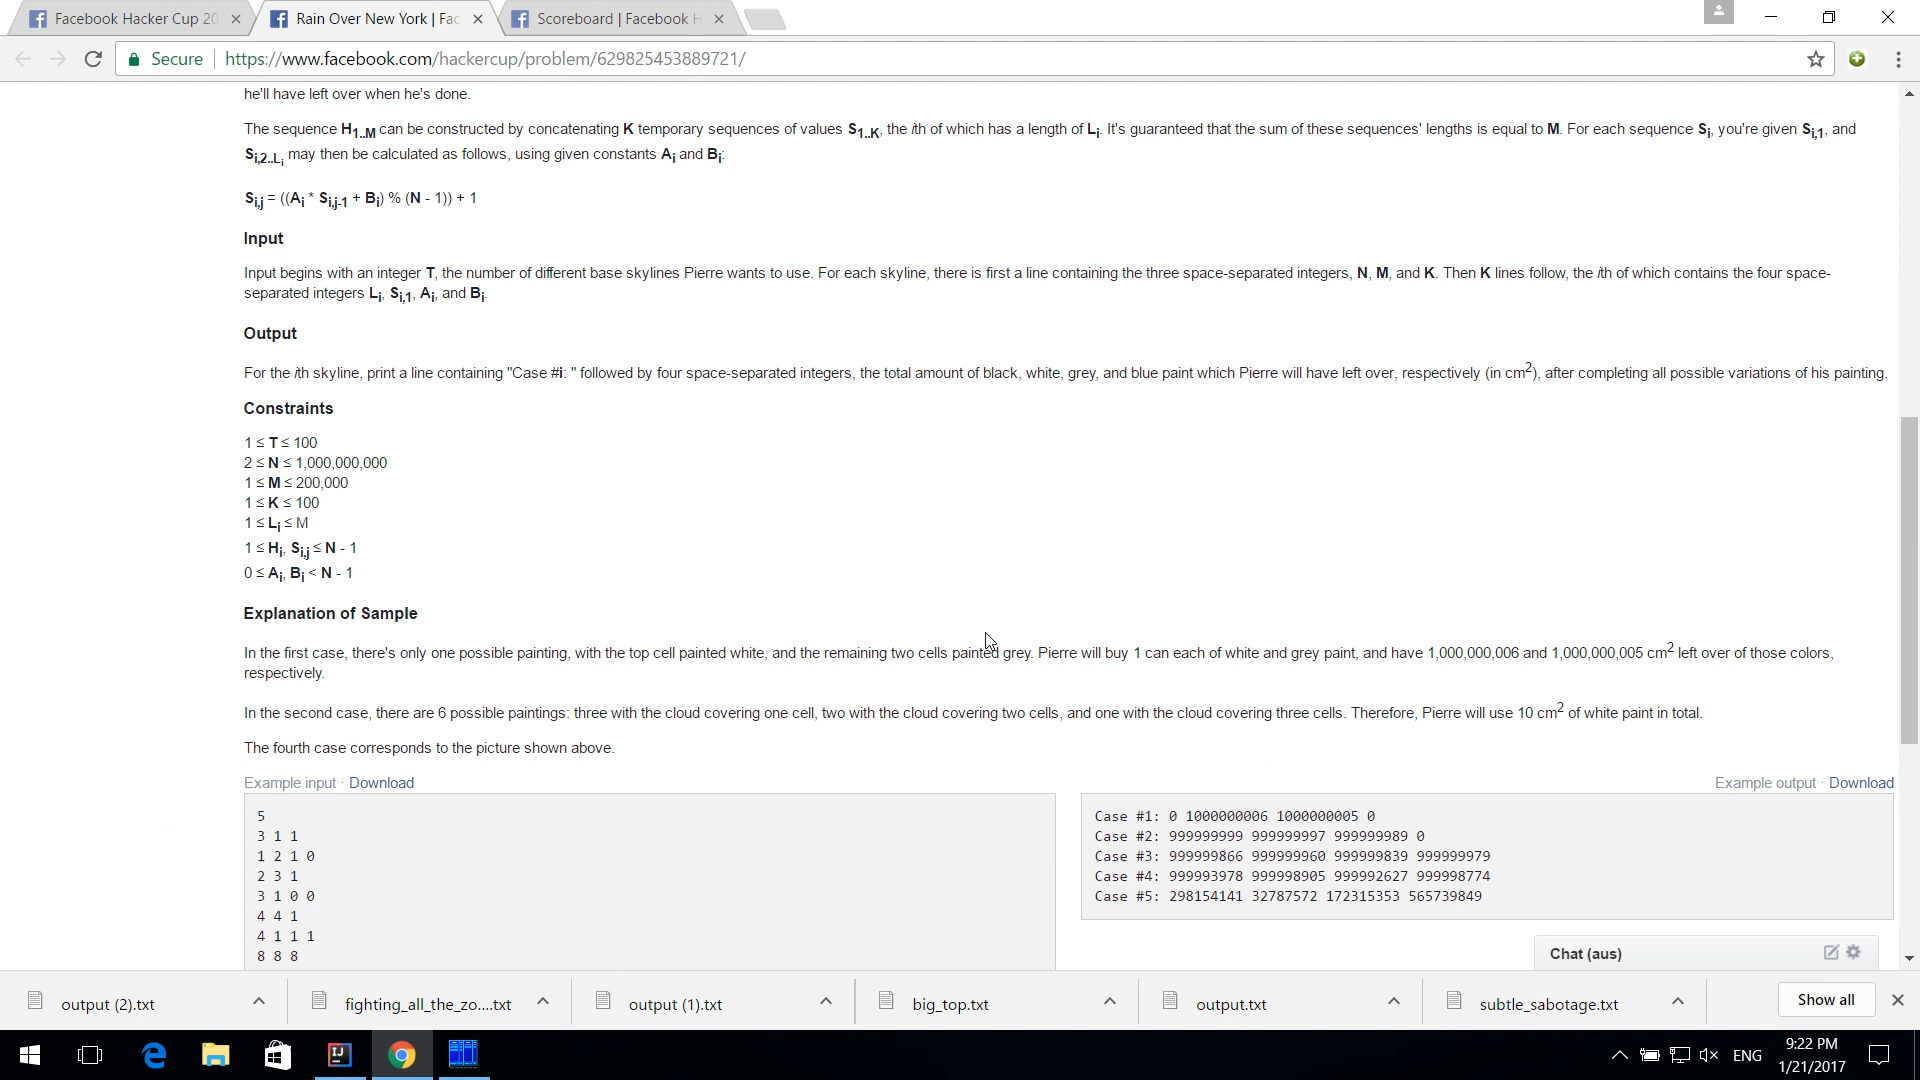 Facebook Hacker Cup 20
Rain Over New York | Fac
Scoreboard | Facebook H
Secure
https://www.facebook.com/hackercup/problem/629825453889721/
he'll have left over when he's done.
The sequence H1..M can be constructed by concatenating K temporary sequences of values S1..K, the ith of which has a length of Li. It's guaranteed that the sum of these sequences' lengths is equal to M. For each sequence Si, you're given Si,1, and
Si,2..Li may then be calculated as follows, using given constants Ai and Bi:
Si,j = ((Ai * Si,j-1 + Bi) % (N - 1)) + 1
Input
Input begins with an integer T, the number of different base skylines Pierre wants to use. For each skyline, there is first a line containing the three space-separated integers, N, M, and K. Then K lines follow, the ith of which contains the four space-
separated integers Li, Si,1, Ai, and Bi.
Output
For the ith skyline, print a line containing "Case #i: " followed by four space-separated integers, the total amount of black, white, grey, and blue paint which Pierre will have left over, respectively (in cm2), after completing all possible variations of his painting.
Constraints
1 ≤ T ≤ 100
2 ≤ N ≤ 1,000,000,000
1 ≤ M ≤ 200,000
1 ≤ K ≤ 100
1 ≤ Li ≤ M
1 ≤ Hi, Si,j ≤ N - 1
0 ≤ Ai, Bi < N - 1
Explanation of Sample
In the first case, there's only one possible painting, with the top cell painted white, and the remaining two cells painted grey. Pierre will buy 1 can each of white and grey paint, and have 1,000,000,006 and 1,000,000,005 cm2 left over of those colors,
respectively.
In the second case, there are 6 possible paintings: three with the cloud covering one cell, two with the cloud covering two cells, and one with the cloud covering three cells. Therefore, Pierre will use 10 cm2 of white paint in total.
The fourth case corresponds to the picture shown above.
Example input · Download
5
3 1 1
1 2 1 0
2 3 1
3 1 0 0
4 4 1
4 1 1 1
8 8 8
Example output · Download
Case #1: 0 1000000006 1000000005 0
Case #2: 999999999 999999997 999999989 0
Case #3: 999999866 999999960 999999839 999999979
Case #4: 999993978 999998905 999992627 999998774
Case #5: 298154141 32787572 172315353 565739849
Chat (aus)
output (2).txt
fighting_all_the_zo....txt
output (1).txt
big_top.txt
output.txt
subtle_sabotage.txt
Show all
IJ
ENG
9:22 PM
1/21/2017